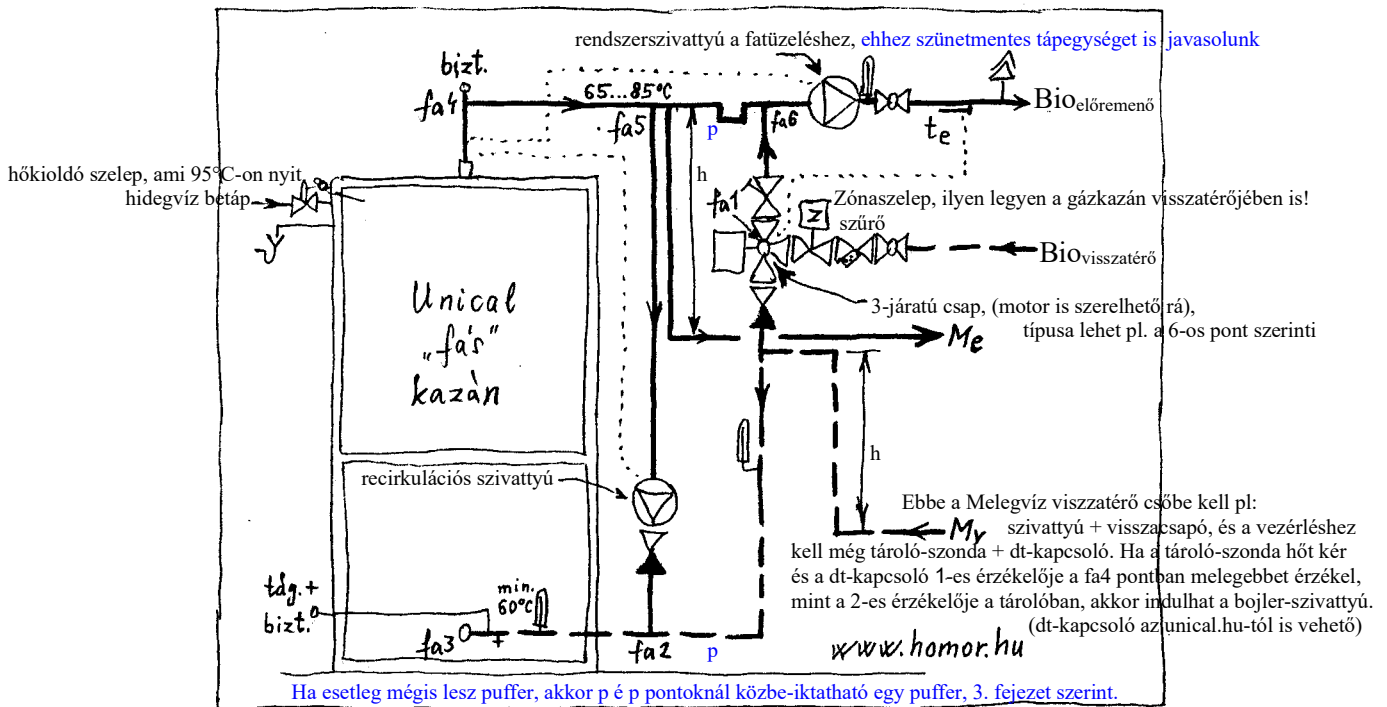 rendszerszivattyú a fatüzeléshez, ehhez szünetmentes tápegységet is javasolunk
bizt.
fa4
65...85°C
fa5
p
fa6
te
Bioelőremenő
hőkioldó szelep, ami 95°C-on nyit
hidegvíz betáp
h
fa1
Z
Zónaszelep, ilyen legyen a gázkazán visszatérőjében is!
szűrő
Biovisszatérő
Unical
„fás”
kazán
3-járatú csap, (motor is szerelhető rá),
típusa lehet pl. a 6-os pont szerinti
Me
h
recirkulációs szivattyú
Ebbe a Melegvíz viszzatérő csőbe kell pl:
Mv
szivattyú + visszacsapó, és a vezérléshez
kell még tároló-szonda + dt-kapcsoló. Ha a tároló-szonda hőt kér
és a dt-kapcsoló 1-es érzékelője a fa4 pontban melegebbet érzékel,
mint a 2-es érzékelője a tárolóban, akkor indulhat a bojler-szivattyú.
(dt-kapcsoló az unical.hu-tól is vehető)
tág.+
bizt.
min.
60°C
fa3
+
fa2
p
www.homor.hu
Ha esetleg mégis lesz puffer, akkor p é p pontoknál közbe-iktatható egy puffer, 3. fejezet szerint.